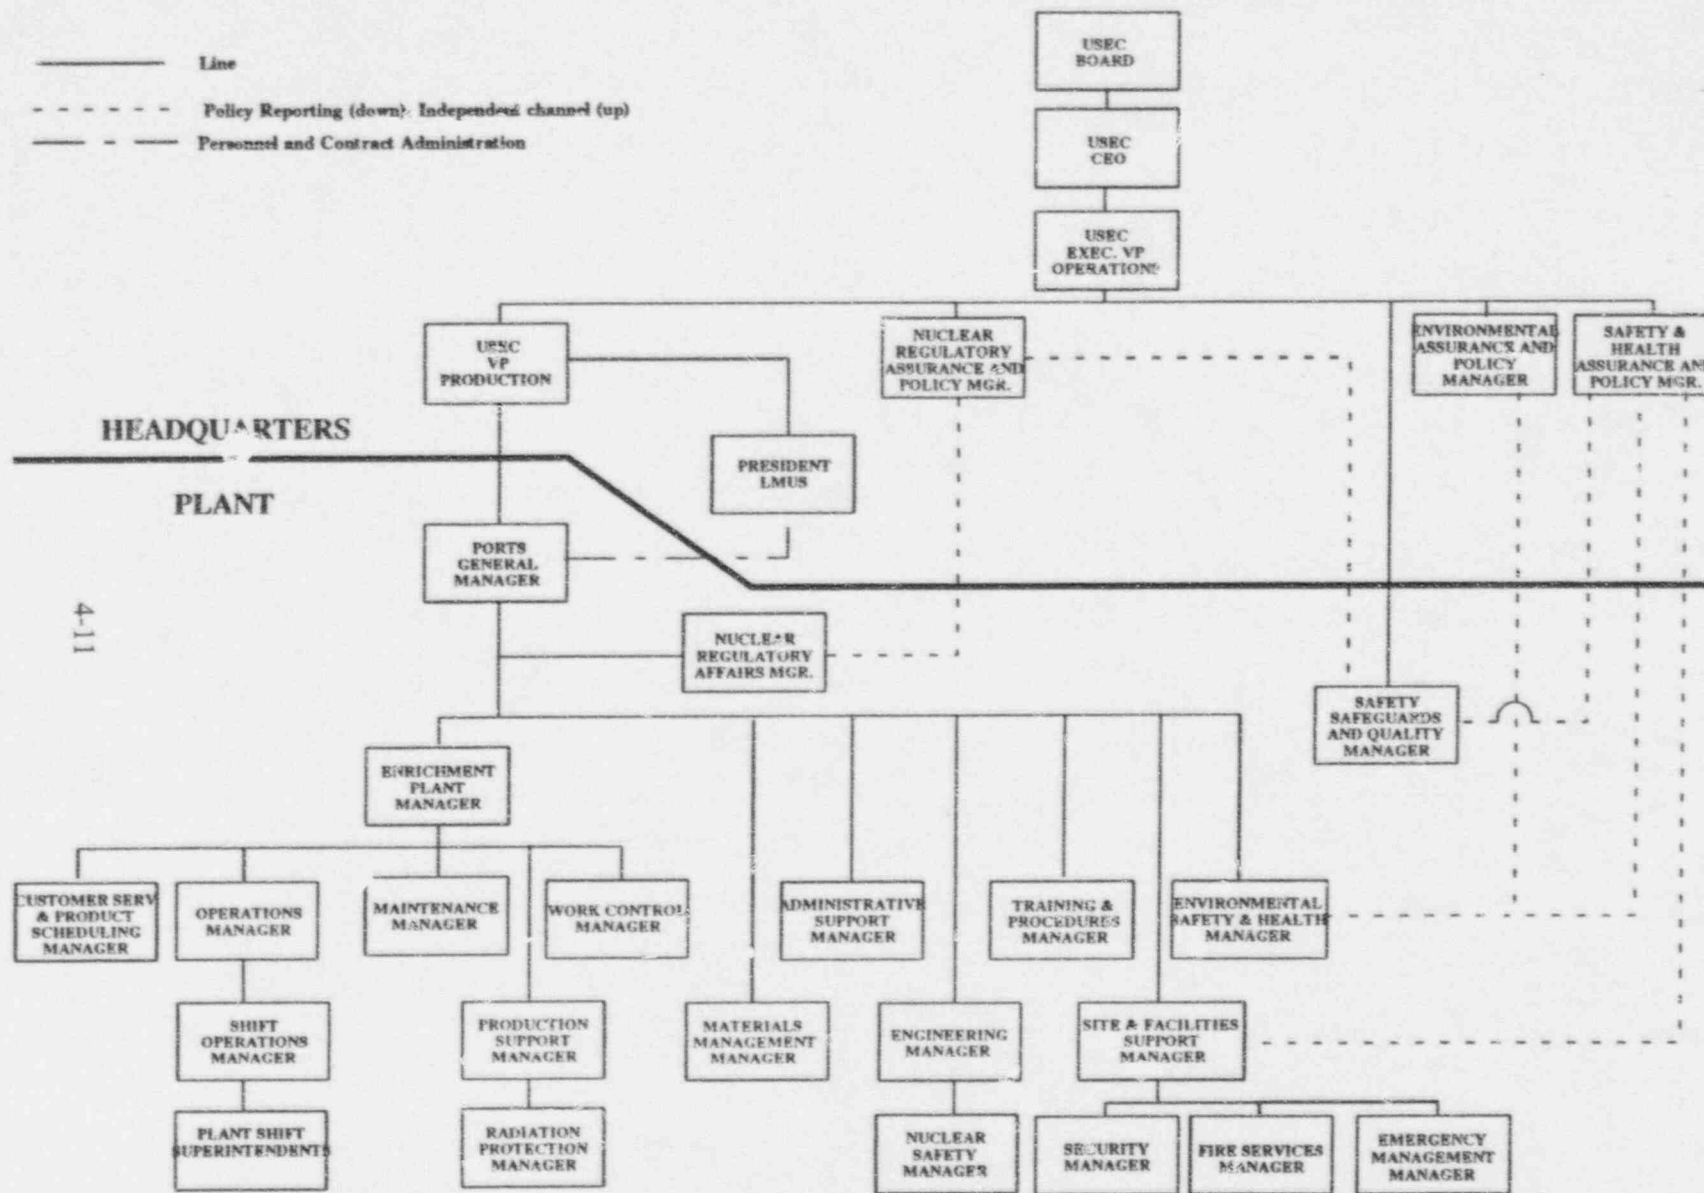 Line
Policy Reporting (down)- Independent channel (up)
Personnel and Contract Administration
USEC
BOARD
USEC
CEO
USEC
EXEC. VP
OPERATIONS
USEC
VP
PRODUCTION
NUCLEAR
REGULATORY
ASSURANCE AND
POLICY MGR.
ENVIRONMENTAL
ASSURANCE AND
POLICY
MANAGER
SAFETY &
HEALTH
ASSURANCE AND
POLICY MGR.
HEADQUARTERS
PLANT
PRESIDENT
LMUS
PORTS
GENERAL
MANAGER
4-11
NUCLEAR
REGULATORY
AFFAIRS MGR.
SAFETY
SAFEGUARDS
AND QUALITY
MANAGER
ENRICHMENT
PLANT
MANAGER
CUSTOMER SERV
& PRODUCT
SCHEDULING
MANAGER
OPERATIONS
MANAGER
MAINTENANCE
MANAGER
WORK CONTROL
MANAGER
ADMINISTRATIVE
SUPPORT
MANAGER
TRAINING &
PROCEDURES
MANAGER
ENVIRONMENTAL
SAFETY & HEALTH
MANAGER
SHIFT
OPERATIONS
MANAGER
PRODUCTION
SUPPORT
MANAGER
MATERIALS
MANAGEMENT
MANAGER
ENGINEERING
MANAGER
SITE & FACILITIES
SUPPORT
MANAGER
PLANT SHIFT
SUPERINTENDENTS
RADIATION
PROTECTION
MANAGER
NUCLEAR
SAFETY
MANAGER
SECURITY
MANAGER
FIRE SERVICES
MANAGER
EMERGENCY
MANAGEMENT
MANAGER